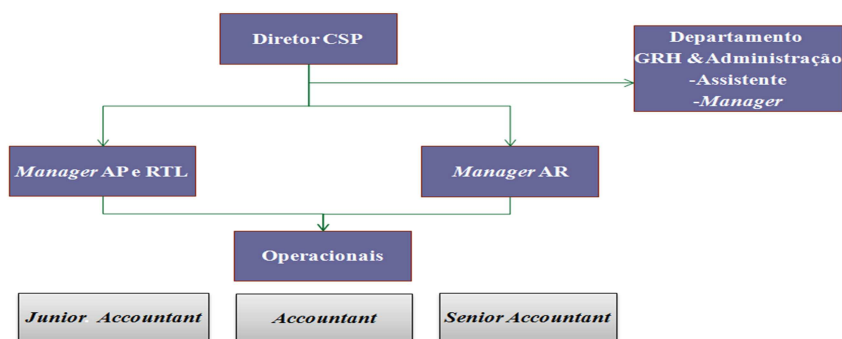 Diretor CSP
Departamento
GRH & Administração
-Assistente
-Manager
Manager AP e RTL
Manager AR
Operacionais
Junior. Accountant
Accountant
Senior Accountant